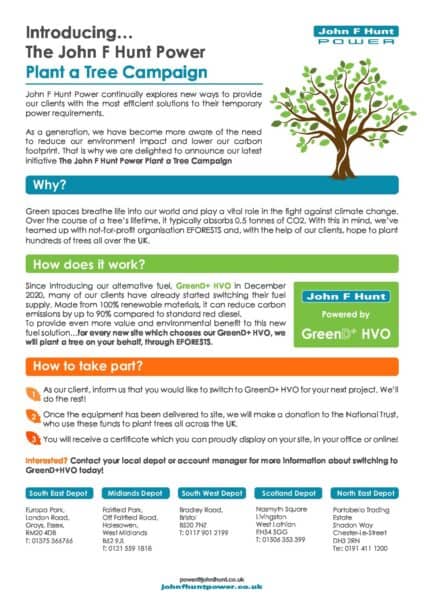 Introducing...
The John F Hunt Power
Plant a Tree Campaign
John F Hunt
POWER
John F Hunt Power continually explores new ways to provide
our clients with the most efficient solutions to their temporary
power requirements.
As a generation, we have become more aware of the need
to reduce our environment impact and lower our carbon
footprint. That is why we are delighted to announce our latest
initiative The John F Hunt Power Plant a Tree Campaign
Why?
Green spaces breathe life into our world and play a vital role in the fight against climate change.
Over the course of a tree's lifetime, it typically absorbs 0.5 tonnes of CO2. With this in mind, we've
teamed up with not-for-profit organisation EFORESTS and, with the help of our clients, hope to plant
hundreds of trees all over the UK.
How does it work?
Since introducing our alternative fuel, GreenD+ HVO in December
2020, many of our clients have already started switching their fuel
supply. Made from 100% renewable materials, it can reduce carbon
emissions by up to 90% compared to standard red diesel.
To provide even more value and environmental benefit to this new
fuel solution...for every new site which chooses our GreenD+ HVO, we
will plant a tree on your behalf, through EFORESTS.
John F Hunt
Powered by
GreenD+ HVO
How to take part?
1 As our client, inform us that you would like to switch to GreenD+ HVO for your next project. We'll
do the rest!
2 Once the equipment has been delivered to site, we will make a donation to the National Trust,
who use these funds to plant trees all across the UK.
3 You will receive a certificate which you can proudly display on your site, in your office or online!
Interested? Contact your local depot or account manager for more information about switching to
GreenD+HVO today!
South East Depot
Europa Park,
London Road,
Grays, Essex,
RM20 4DB
T: 01375 366766
Midlands Depot
Fairfield Park,
Off Fairfield Road,
Halesowen,
West Midlands
B62 9JL
T: 0121 559 1818
South West Depot
Bradley Road,
Bristol
BS20 7NZ
T: 0117 901 2199
Scotland Depot
Nasmyth Square
Livingston,
West Lothian
EH54 5GG
T: 01506 353 399
North East Depot
Portobello Trading
Estate
Shadon Way
Chester-Le-Street
DH3 2RN
Tel: 0191 411 1200
power@johnfhunt.co.uk
johnfhuntpower.co.uk